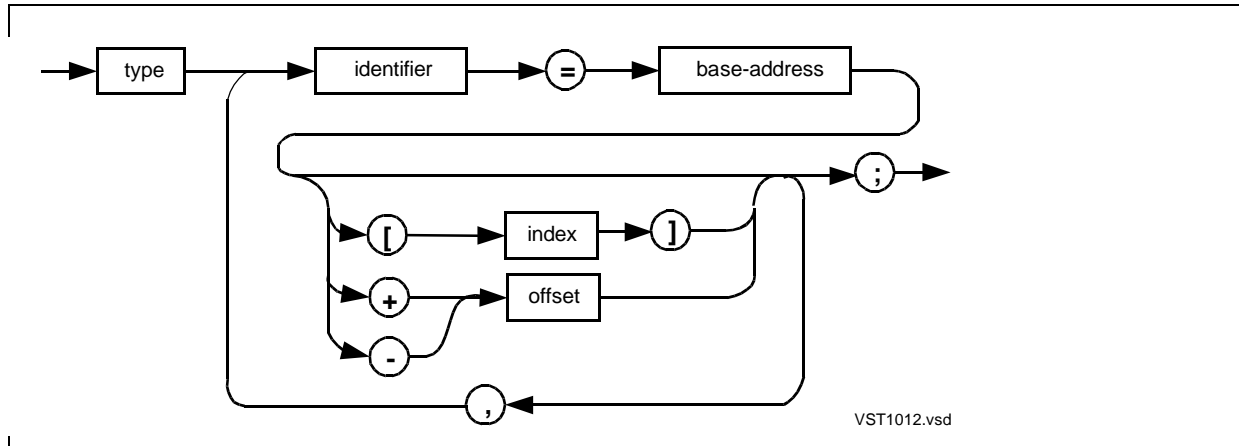 type identifier = base-address
;
[ index ]
+ offset
-
,
VST1012.vsd